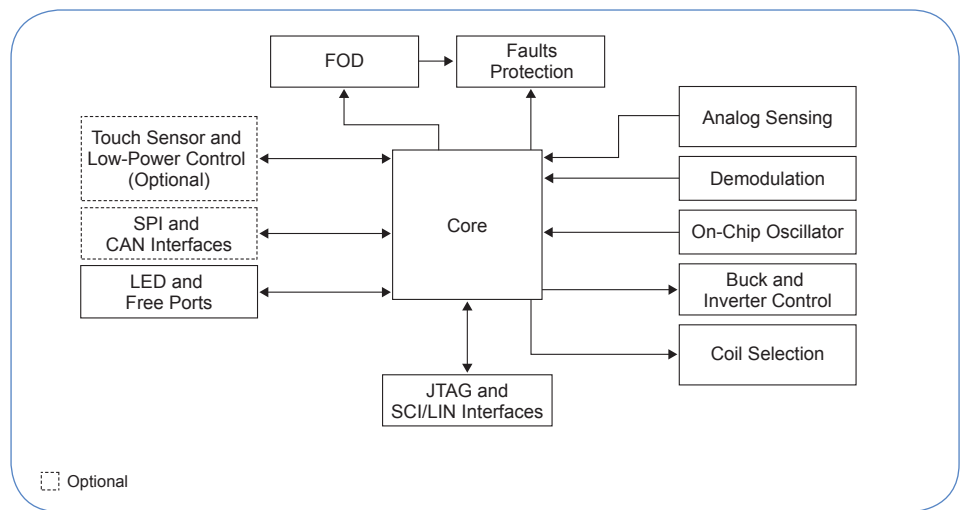 FOD
Faults
Protection
Touch Sensor and
Low-Power Control
(Optional)
SPI and
CAN Interfaces
LED and
Free Ports
Core
Analog Sensing
Demodulation
On-Chip Oscillator
Buck and
Inverter Control
Coil Selection
JTAG and
SCI/LIN Interfaces
Optional